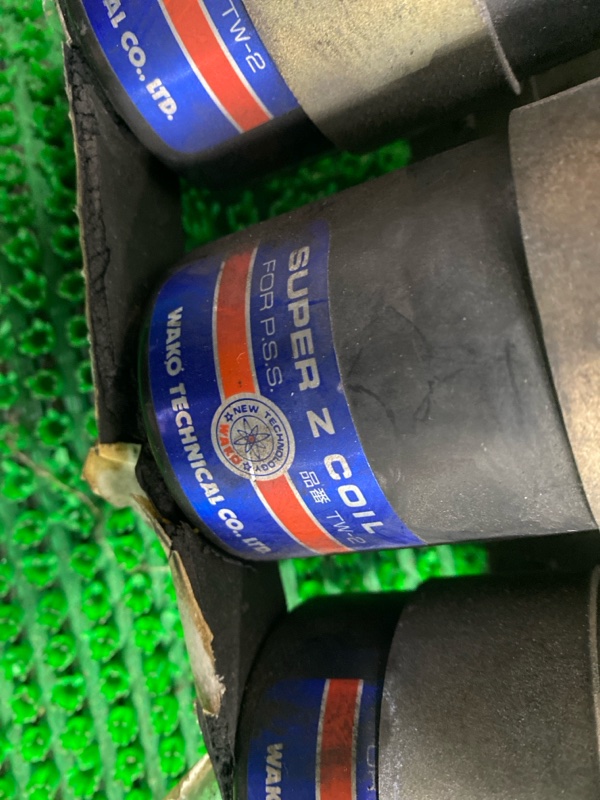 TW-2
AL CO., LTD.
SUPER Z COIL
FOR P.S.S.
品番 TW-2
NEW TECHNOLOGY
WAKO
WAKO TECHNICAL CO., LTD.
WAK